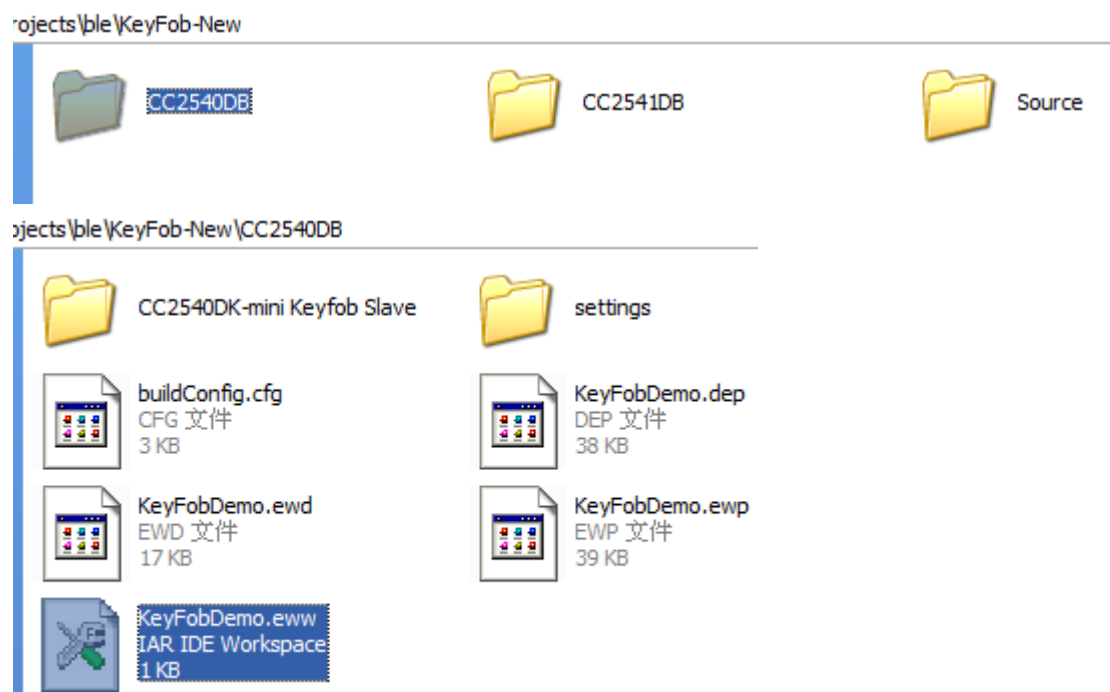 rojects\ble\KeyFob-New
CC2540DB
CC2541DB
Source
ojects\ble\KeyFob-New\CC2540DB
CC2540DK-mini Keyfob Slave
settings
buildConfig.cfg
CFG 文件
3 KB
KeyFobDemo.dep
DEP 文件
38 KB
KeyFobDemo.ewd
EWD 文件
17 KB
KeyFobDemo.ewp
EWP 文件
39 KB
KeyFobDemo.eww
IAR IDE Workspace
1 KB